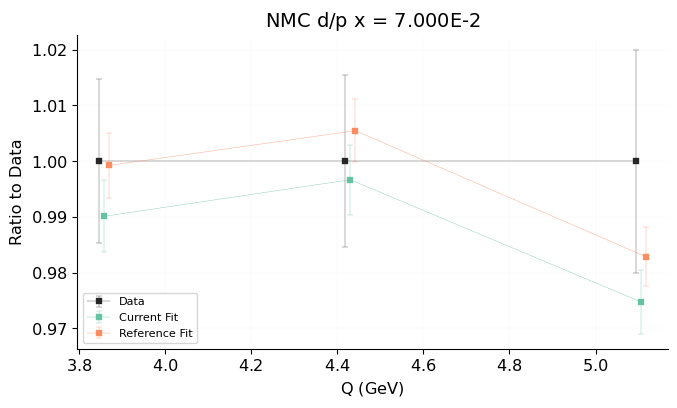 NMC d/p x = 7.000E-2
Ratio to Data
1.02
1.01
1.00
0.99
0.98
0.97
Data
Current Fit
Reference Fit
3.8 4.0 4.2 4.4 4.6 4.8 5.0
Q (GeV)